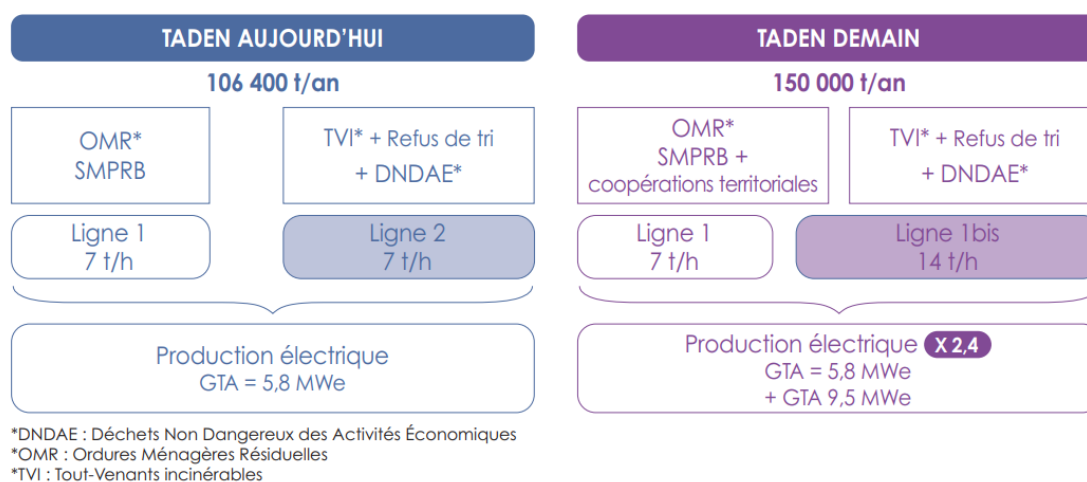 TADEN AUJOURD'HUI
106 400 t/an
OMR*
SMPRB
TVI* + Refus de tri
+ DNDAE*
Ligne 1
7 t/h
Ligne 2
7 t/h
Production électrique
GTA = 5,8 MWe
*DNDAE : Déchets Non Dangereux des Activités Économiques
*OMR : Ordures Ménagères Résiduelles
*TVI : Tout-Venants incinérables
TADEN DEMAIN
150 000 t/an
OMR*
SMPRB +
coopérations territoriales
TVI* + Refus de tri
+ DNDAE*
Ligne 1
7 t/h
Ligne 1bis
14 t/h
Production électrique X 2,4
GTA = 5,8 MWe
+ GTA 9,5 MWe